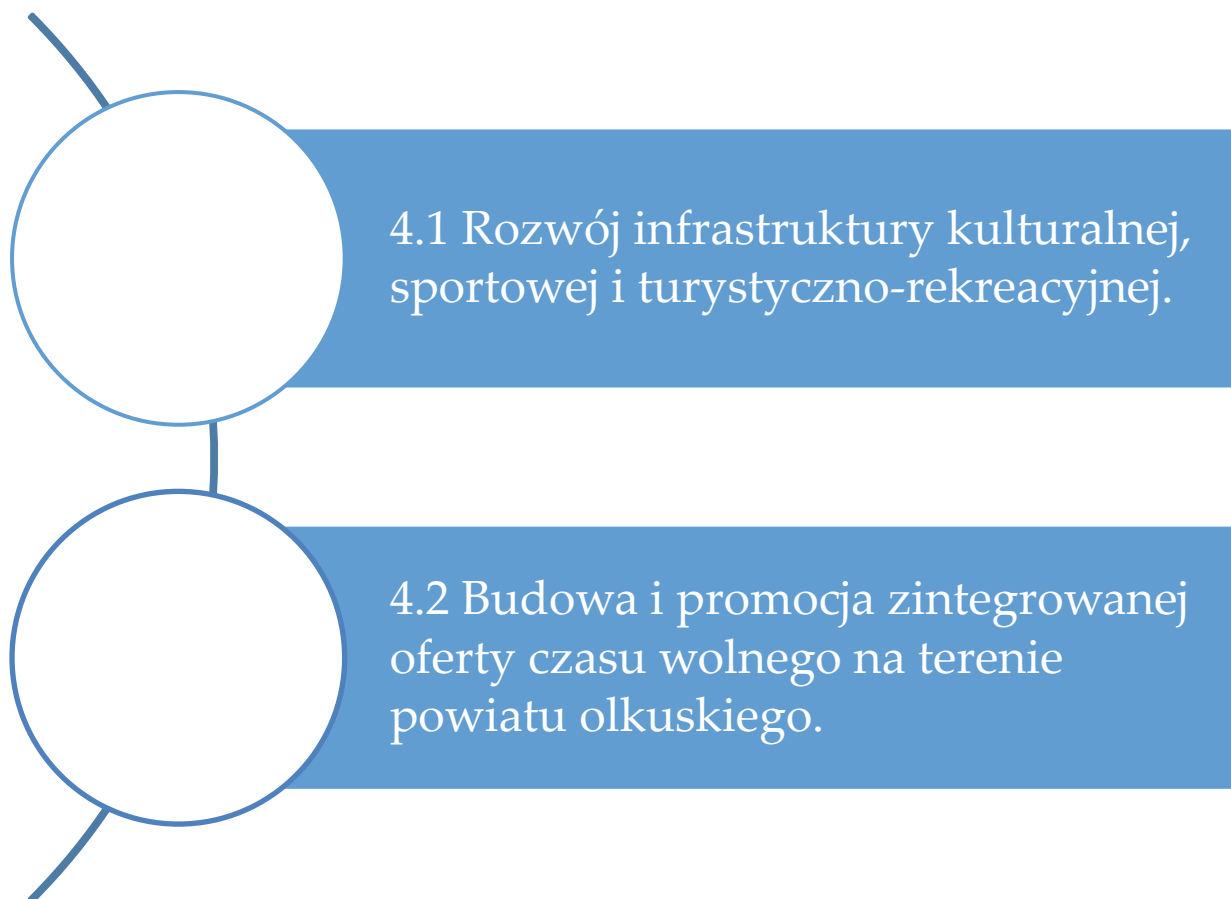 4.1 Rozwój infrastruktury kulturalnej,
sportowej i turystyczno-rekreacyjnej.
4.2 Budowa i promocja zintegrowanej
oferty czasu wolnego na terenie
powiatu olkuskiego.